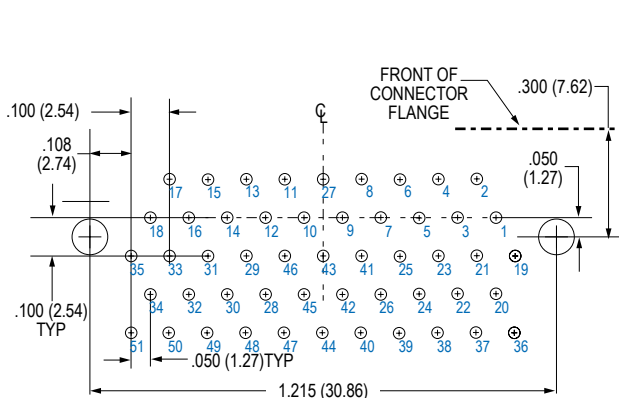 FRONT OF
CONNECTOR
FLANGE
.300 (7.62)
.100 (2.54)
℄
.108
(2.74)
.050
(1.27)
17 15 13 11 27 8 6 4 2
18 16 14 12 10 9 7 5 3 1
35 33 31 29 46 43 41 25 23 21 19
.100 (2.54)
TYP
34 32 30 28 45 42 26 24 22 20
51 50 49 48 47 44 40 39 38 37 36
.050 (1.27)TYP
1.215 (30.86)